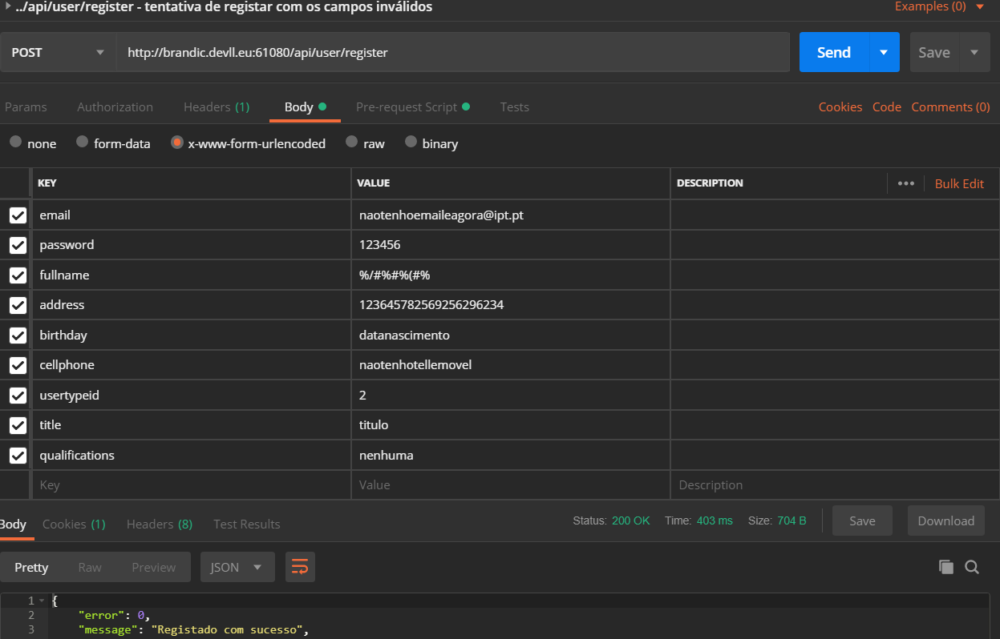 ../api/user/register - tentativa de registar com os campos inválidos Examples (0)
POST http://brandic.devll.eu:61080/api/user/register Send Save
Params Authorization Headers (1) Body Pre-request Script Tests Cookies Code Comments (0)
none form-data x-www-form-urlencoded raw binary
KEY VALUE DESCRIPTION ••• Bulk Edit
email naotenhoemaileagora@ipt.pt
password 123456
fullname %/#%#%(#%
address 123645782569256296234
birthday datanascimento
cellphone naotenhotellemovel
usertypeid 2
title titulo
qualifications nenhuma
Key Value Description
Body Cookies (1) Headers (8) Test Results Status: 200 OK Time: 403 ms Size: 704 B Save Download
Pretty Raw Preview JSON
1 {
2 "error": 0,
3 "message": "Registado com sucesso",